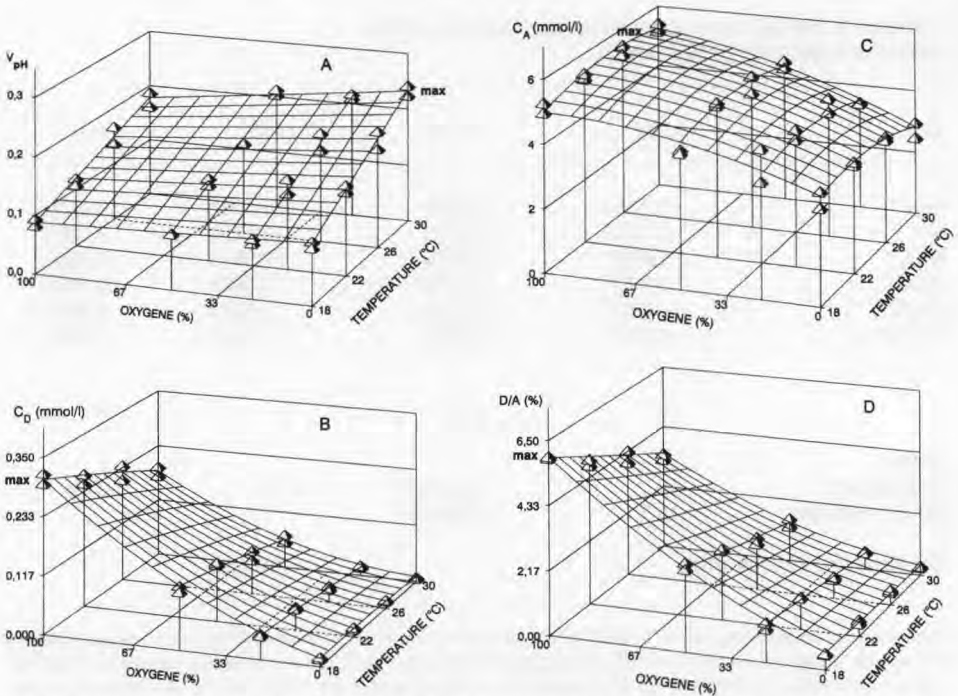 A
V pH
0,3
0,2
0,1
0,0
max
100
67
33
0
OXYGENE (%)
18
22
26
30
TEMPERATURE (°C)
C
C A (mmol/l)
max
6
4
2
0
100
67
33
0
OXYGENE (%)
18
22
26
30
TEMPERATURE (°C)
B
C D (mmol/l)
0,350
max
0,233
0,117
0,000
100
67
33
0
OXYGENE (%)
18
22
26
30
TEMPERATURE (°C)
D
D/A (%)
6,50
max
4,33
2,17
0,00
100
67
33
0
OXYGENE (%)
18
22
26
30
TEMPERATURE (°C)